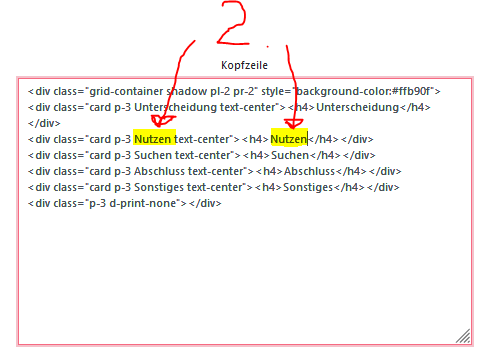 2.
Kopfzeile
<div class="grid-container shadow pl-2 pr-2" style="background-color:#ffb90f">
<div class="card p-3 Unterscheidung text-center"><h4>Unterscheidung</h4>
</div>
<div class="card p-3 Nutzen text-center"><h4>Nutzen</h4></div>
<div class="card p-3 Suchen text-center"><h4>Suchen</h4></div>
<div class="card p-3 Abschluss text-center"><h4>Abschluss</h4></div>
<div class="card p-3 Sonstiges text-center"><h4>Sonstiges</h4></div>
<div class="p-3 d-print-none"></div>